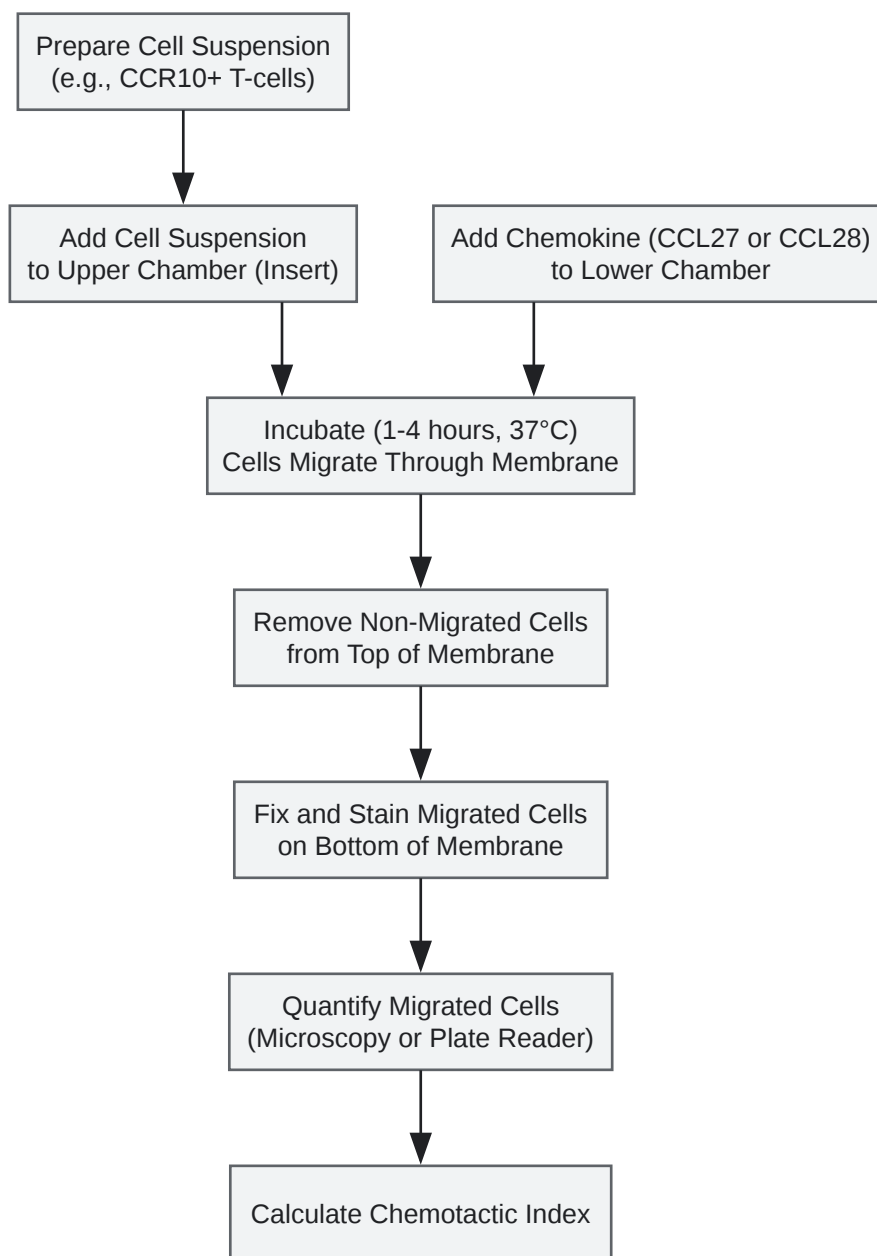 Prepare Cell Suspension
(e.g., CCR10+ T-cells)
Add Cell Suspension
to Upper Chamber (Insert)
Add Chemokine (CCL27 or CCL28)
to Lower Chamber
Incubate (1-4 hours, 37°C)
Cells Migrate Through Membrane
Remove Non-Migrated Cells
from Top of Membrane
Fix and Stain Migrated Cells
on Bottom of Membrane
Quantify Migrated Cells
(Microscopy or Plate Reader)
Calculate Chemotactic Index